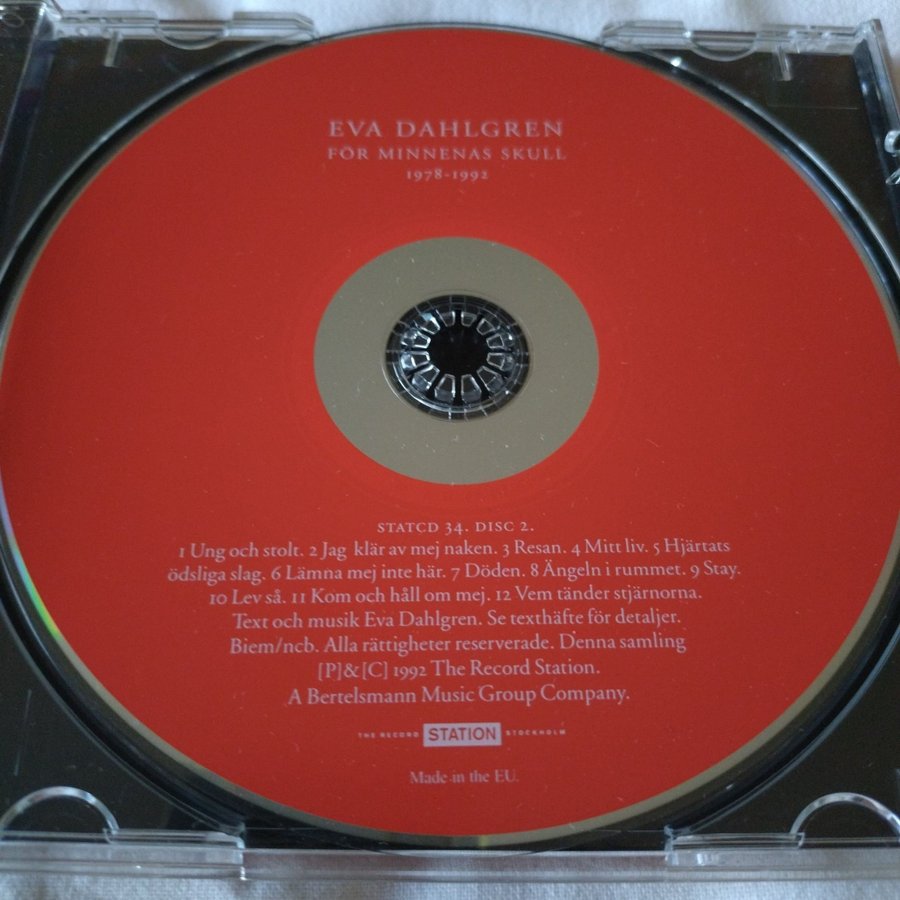 EVA DAHLGREN
FÖR MINNENAS SKULL
1978-1992
STATCD 34. DISC 2.
1 Ung och stolt. 2 Jag klär av mej naken. 3 Resan. 4 Mitt liv. 5 Hjärtats
ödsliga slag. 6 Lämna mej inte här. 7 Döden. 8 Ängeln i rummet. 9 Stay.
10 Lev så. 11 Kom och håll om mej. 12 Vem tänder stjärnorna.
Text och musik Eva Dahlgren. Se texthäfte för detaljer.
Biem/ncb. Alla rättigheter reserverade. Denna samling
[P]&[C] 1992 The Record Station.
A Bertelsmann Music Group Company.
THE RECORD STATION STOCKHOLM
Made in the EU.